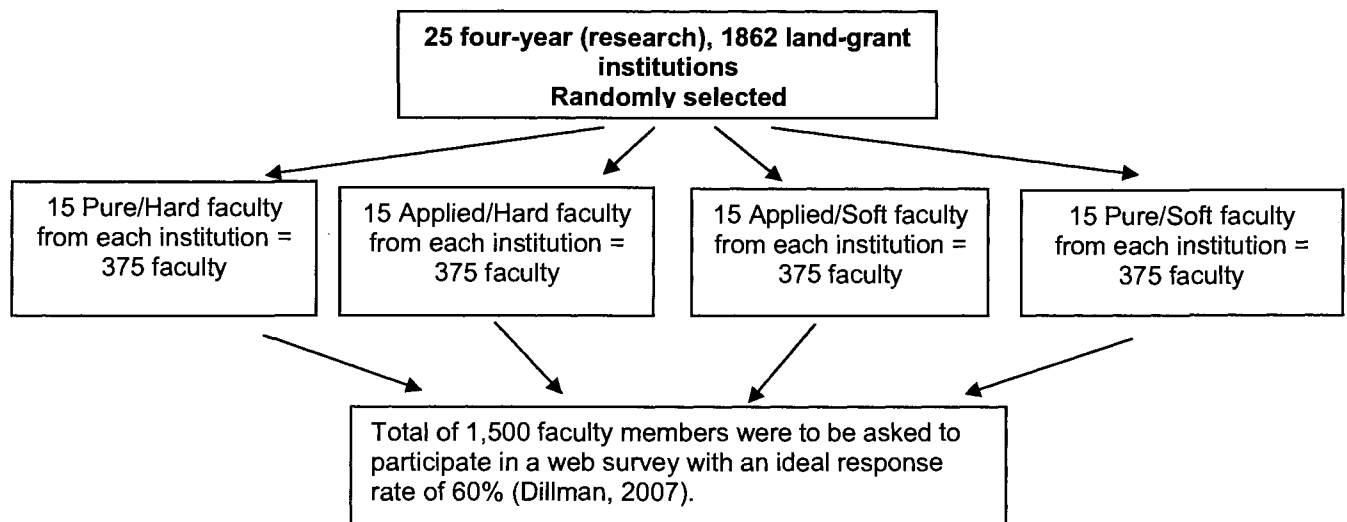 25 four-year (research), 1862 land-grant
institutions
Randomly selected
15 Pure/Hard faculty
from each institution =
375 faculty
15 Applied/Hard faculty
from each institution =
375 faculty
15 Applied/Soft faculty
from each institution =
375 faculty
15 Pure/Soft faculty
from each institution =
375 faculty
Total of 1,500 faculty members were to be asked to
participate in a web survey with an ideal response
rate of 60% (Dillman, 2007).